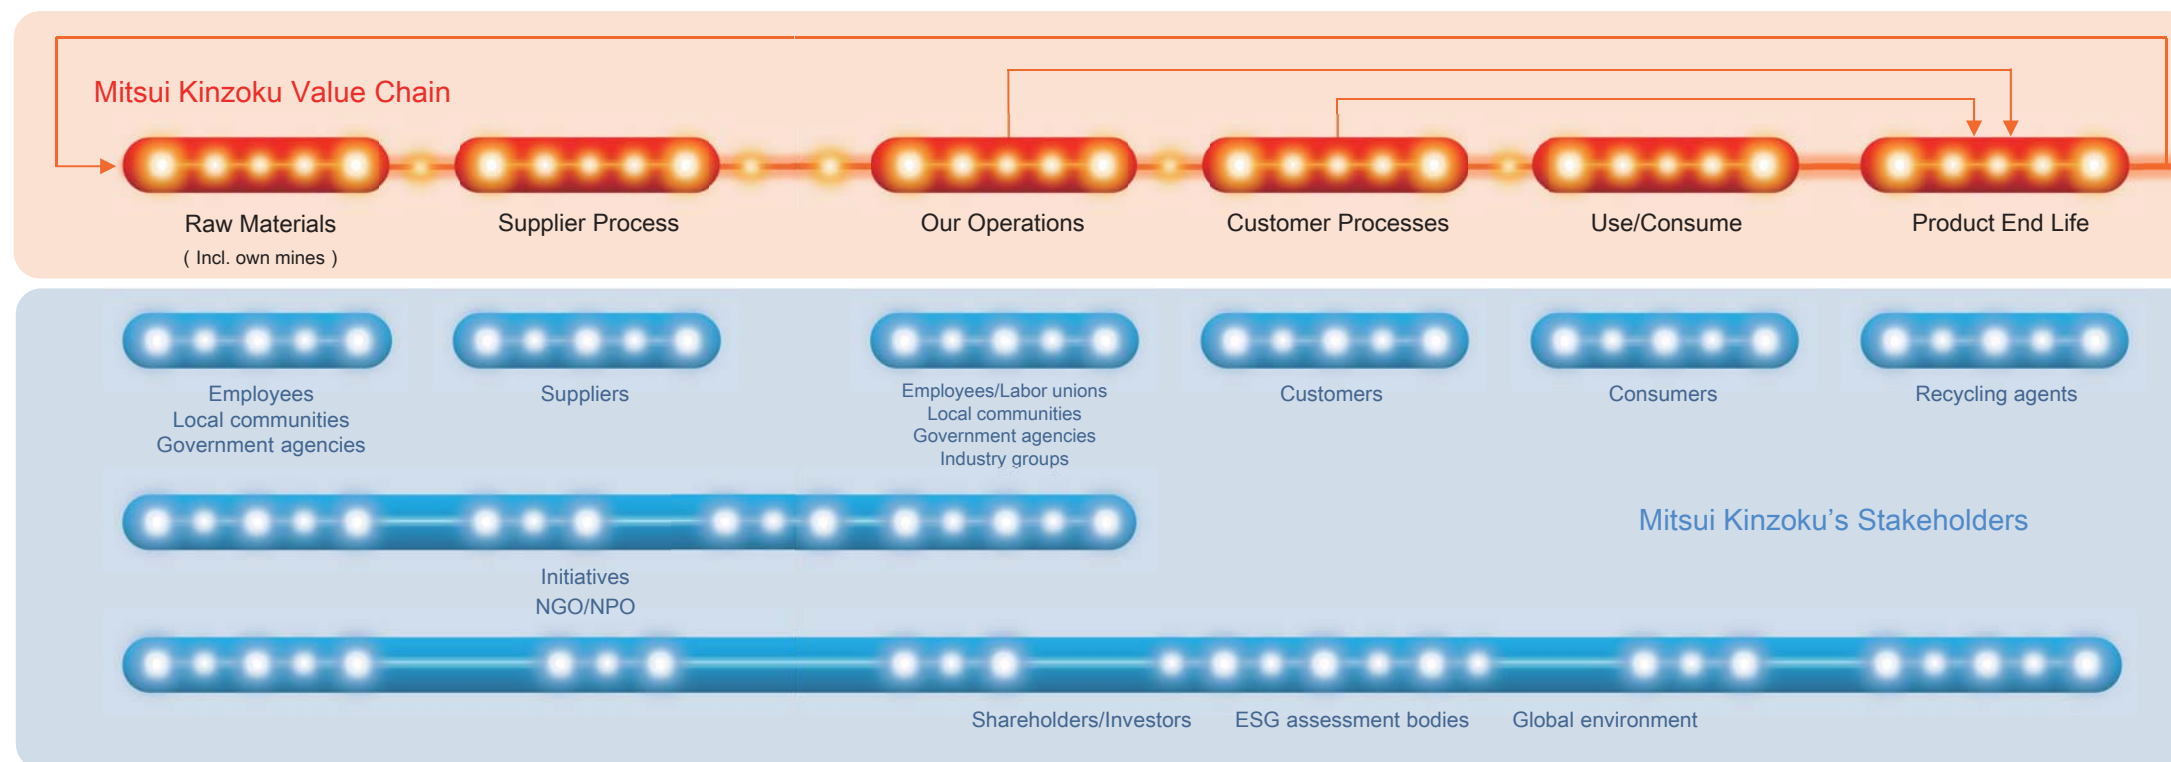 Mitsui Kinzoku Value Chain
Raw Materials
( Incl. own mines )
Supplier Process
Our Operations
Customer Processes
Use/Consume
Product End Life
Employees
Local communities
Government agencies
Suppliers
Employees/Labor unions
Local communities
Government agencies
Industry groups
Customers
Consumers
Recycling agents
Mitsui Kinzoku’s Stakeholders
Initiatives
NGO/NPO
Shareholders/Investors
ESG assessment bodies
Global environment